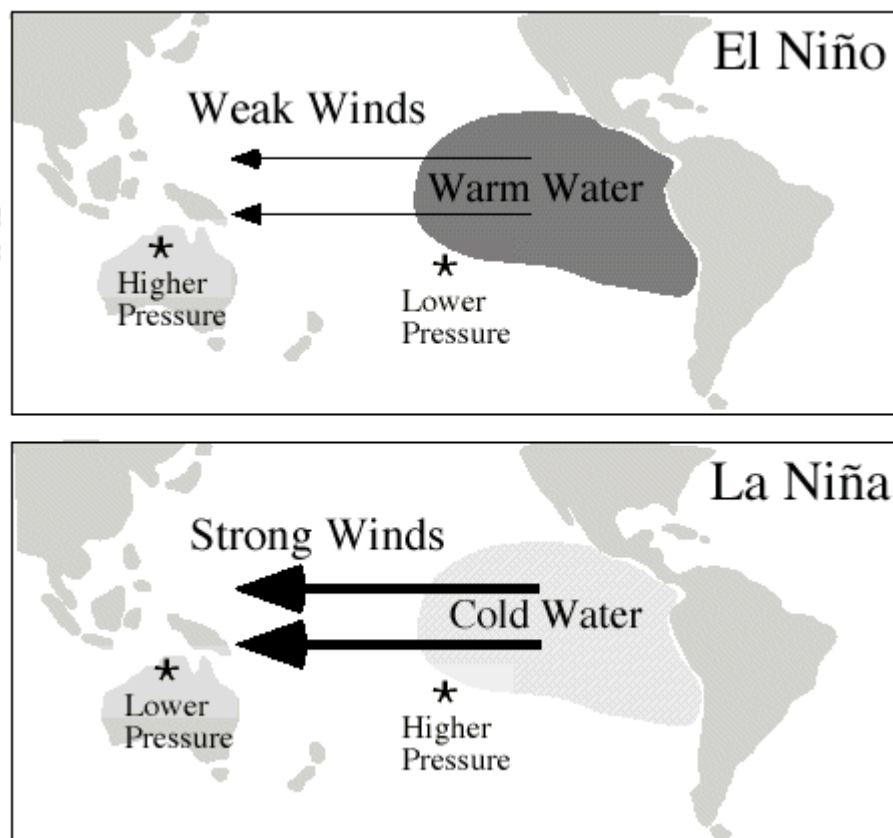 El Niño
Weak Winds
Warm Water
* Higher
Pressure
* Lower
Pressure
La Niña
Strong Winds
Cold Water
* Lower
Pressure
* Higher
Pressure